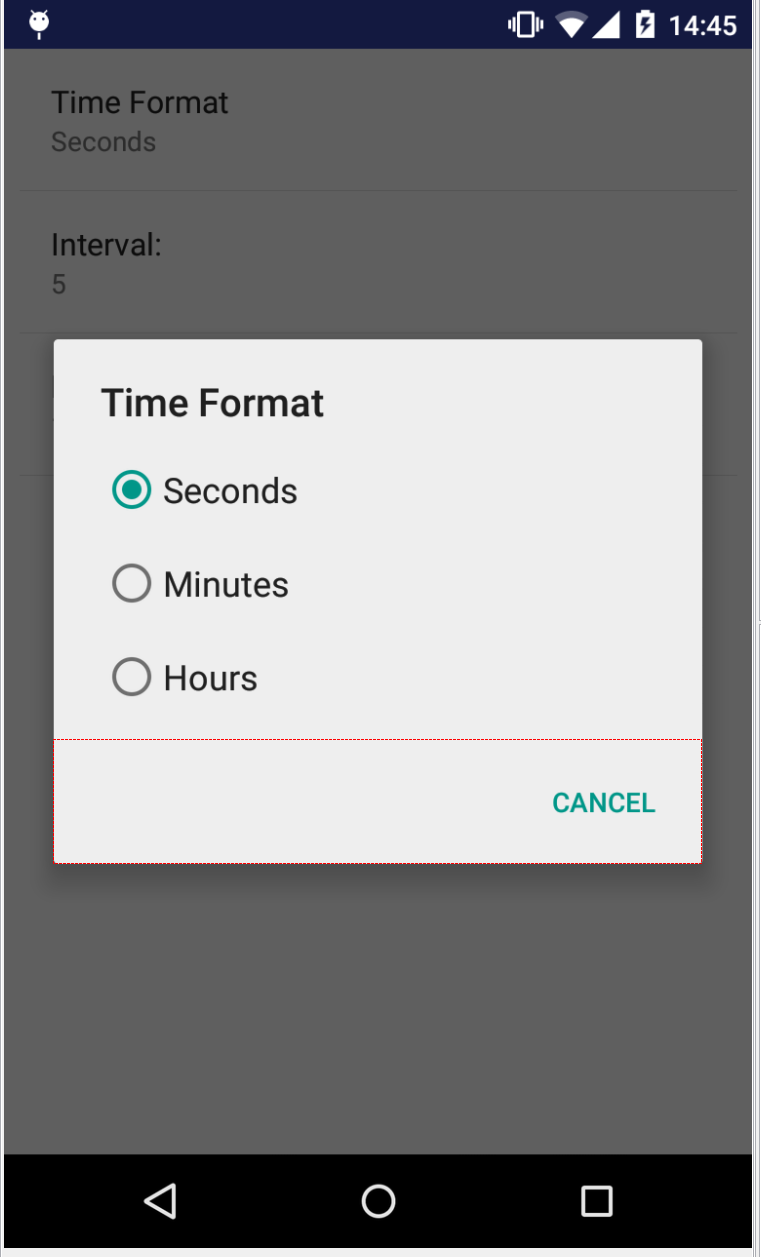 14:45
Time Format
Seconds
Interval:
5
Time Format
Seconds
Minutes
Hours
CANCEL